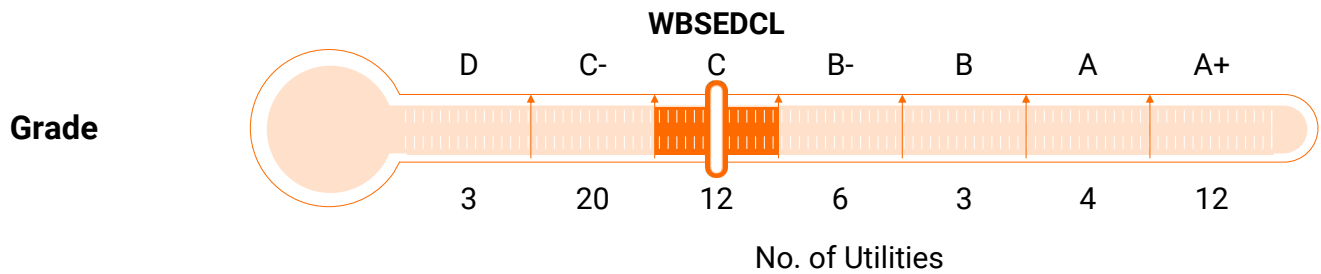 WBSEDCL
D C- C B- B A A+
Grade
3 20 12 6 3 4 12
No. of Utilities